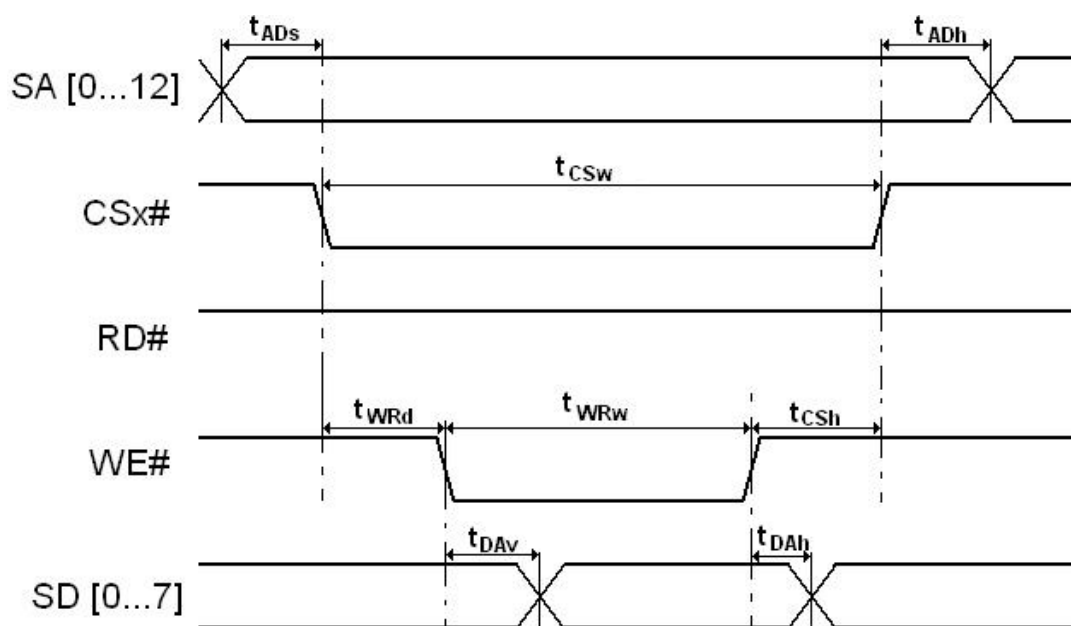 tADs
tADh
SA [0...12]
tCSw
CSx#
RD#
tWRd
tWRw
tCSh
WE#
tDAv
tDAh
SD [0...7]